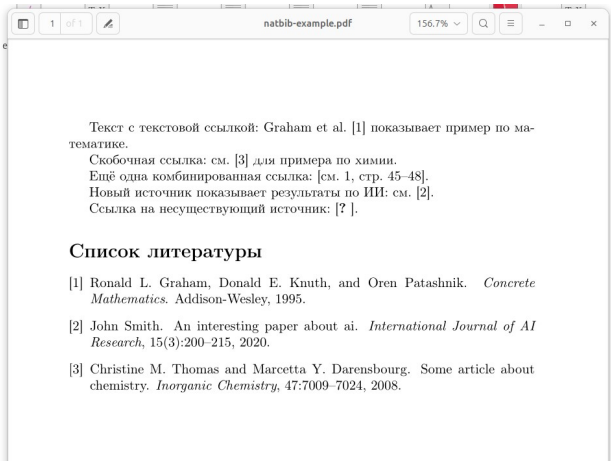 1 of 1 natbib-example.pdf 156.7%
Текст с текстовой ссылкой: Graham et al. [1] показывает пример по ма-
тематике.
Скобочная ссылка: см. [3] для примера по химии.
Ещё одна комбинированная ссылка: [см. 1, стр. 45–48].
Новый источник показывает результаты по ИИ: см. [2].
Ссылка на несуществующий источник: [? ].
Список литературы
[1] Ronald L. Graham, Donald E. Knuth, and Oren Patashnik. Concrete
Mathematics. Addison-Wesley, 1995.
[2] John Smith. An interesting paper about ai. International Journal of AI
Research, 15(3):200–215, 2020.
[3] Christine M. Thomas and Marcetta Y. Darensbourg. Some article about
chemistry. Inorganic Chemistry, 47:7009–7024, 2008.